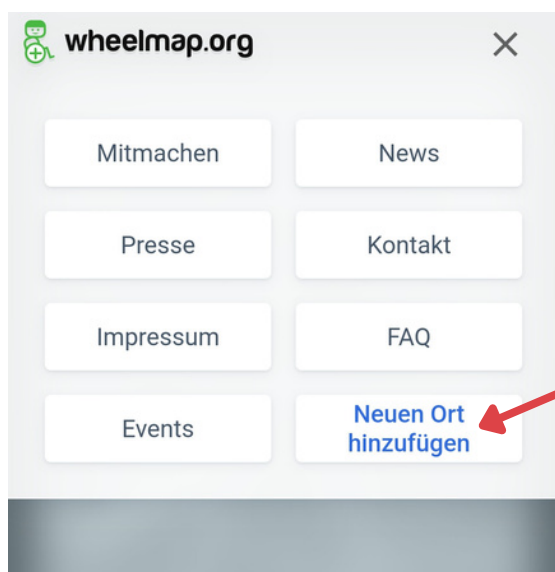 wheelmap.org
Mitmachen
News
Presse
Kontakt
Impressum
FAQ
Events
Neuen Ort
hinzufügen